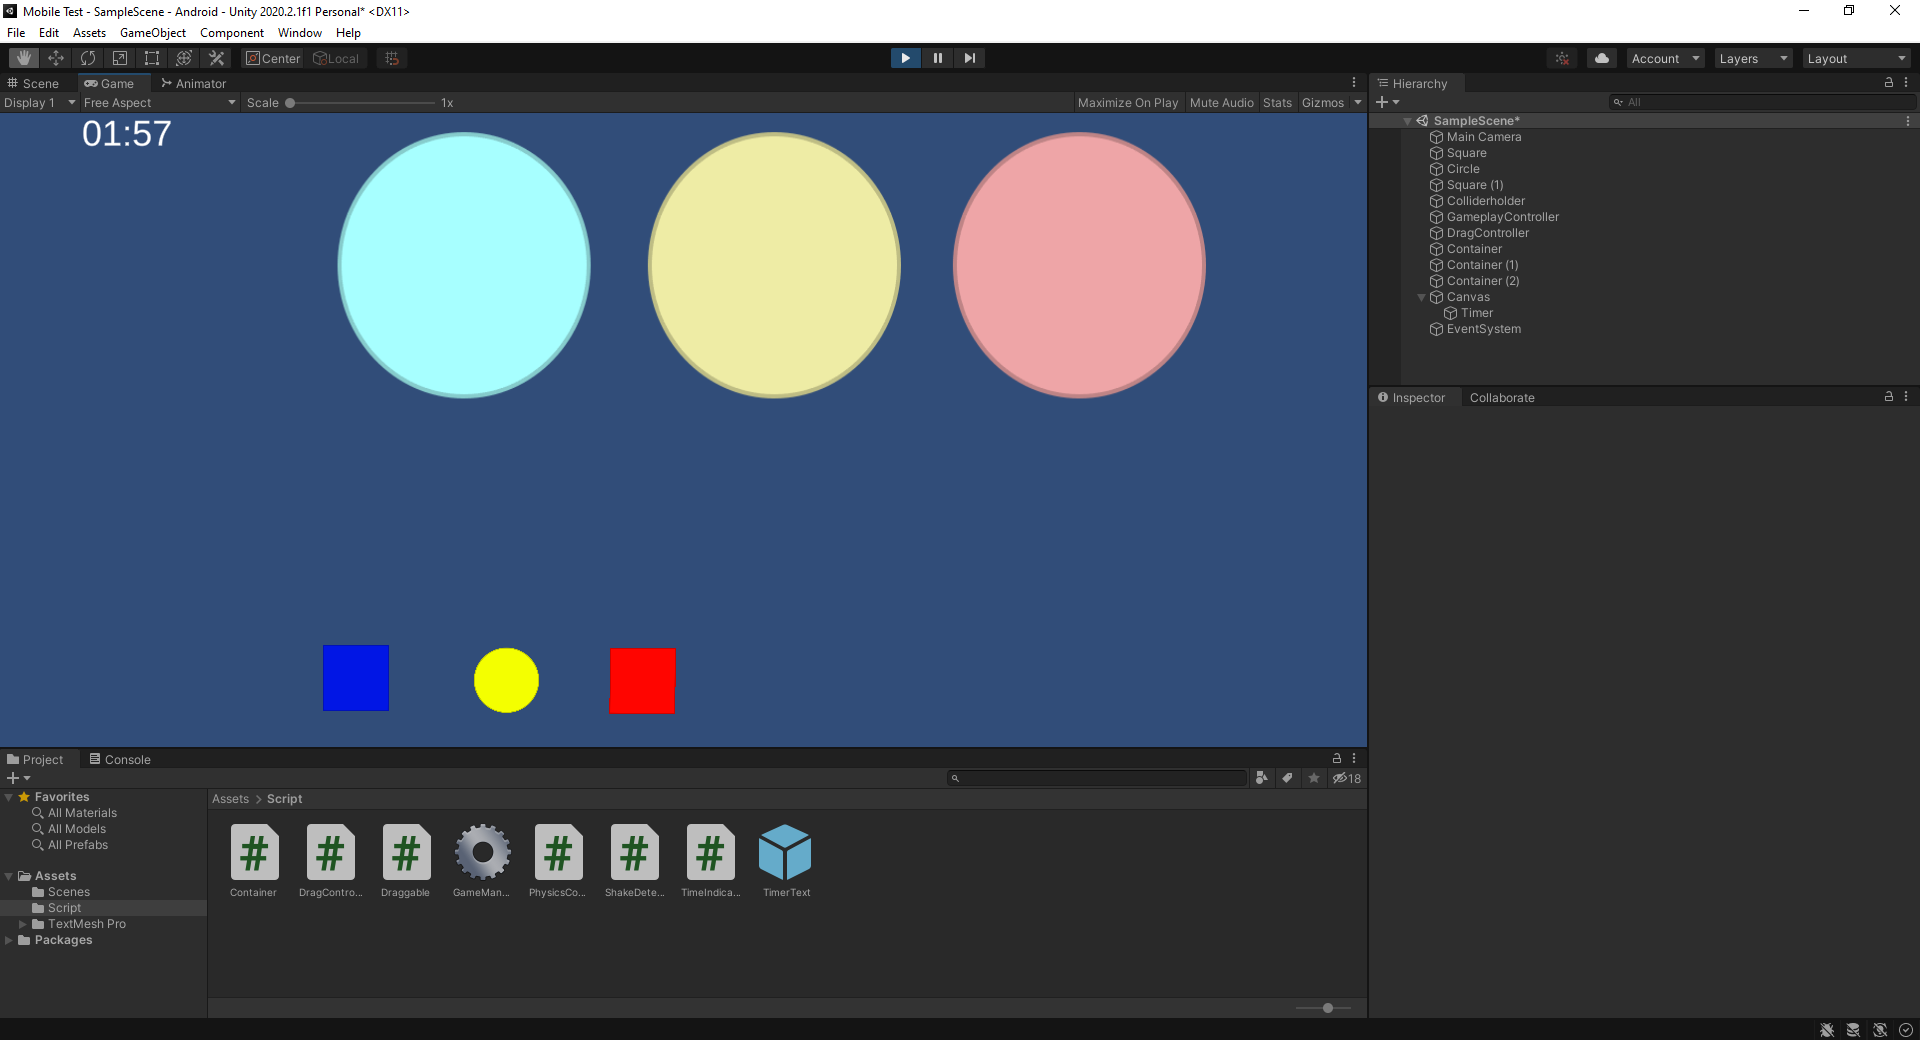 Mobile Test - SampleScene - Android - Unity 2020.2.1f1 Personal* <DX11>
File Edit Assets GameObject Component Window Help
Center Local
Account Layers Layout
Scene Game Animator
Display 1 Free Aspect Scale 1x Maximize On Play Mute Audio Stats Gizmos
01:57
Hierarchy
All
SampleScene*
Main Camera
Square
Circle
Square (1)
Colliderholder
GameplayController
DragController
Container
Container (1)
Container (2)
Canvas
Timer
EventSystem
Inspector Collaborate
Project Console
18
Favorites
All Materials
All Models
All Prefabs
Assets
Scenes
Script
TextMesh Pro
Packages
Assets > Script
# # # # # #
Container DragContro... Draggable GameMan... PhysicsCo... ShakeDete... TimeIndica... TimerText